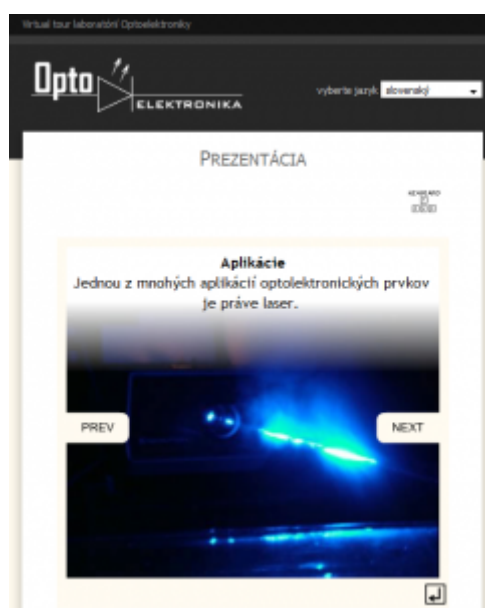 Virtual tour laboratórií Optoelektroniky
Opto
ELEKTRONIKA
vyberte jazyk slovenský
PREZENTÁCIA
Aplikácie
Jednou z mnohých aplikácií optolektronických prvkov
je práve laser.
PREV
NEXT